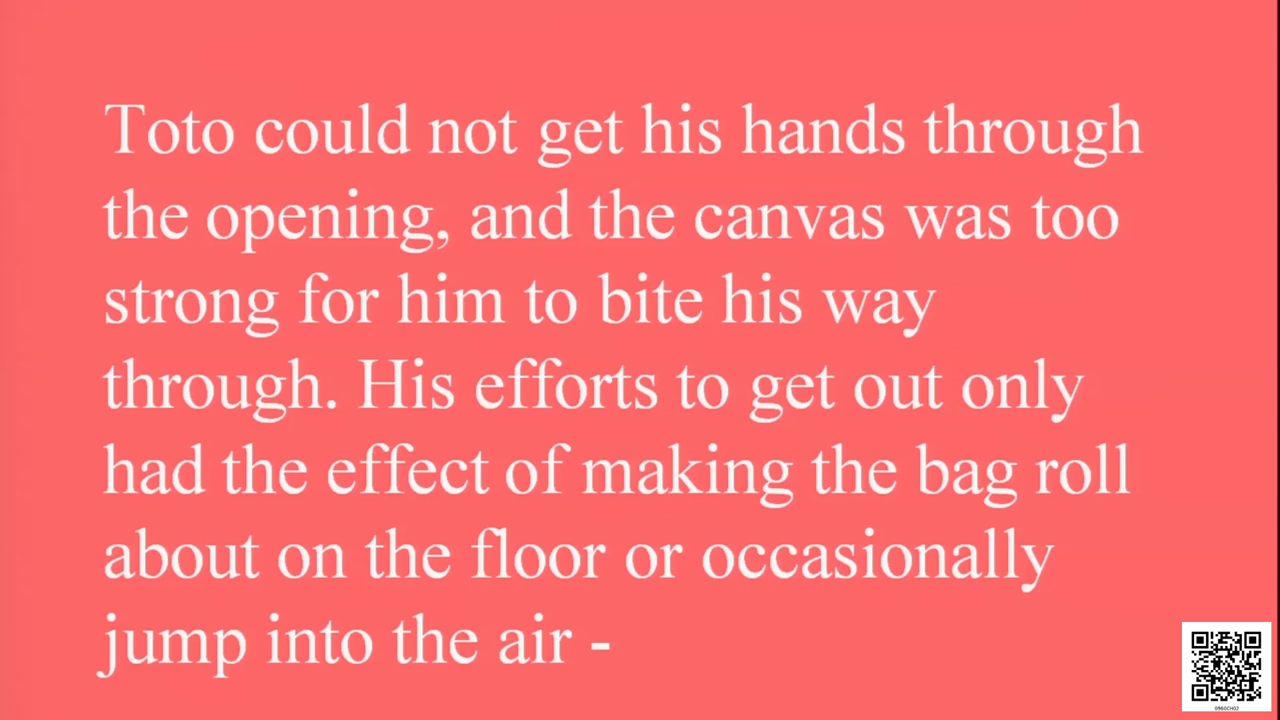 Toto could not get his hands through
the opening, and the canvas was too
strong for him to bite his way
through. His efforts to get out only
had the effect of making the bag roll
about on the floor or occasionally
jump into the air -
0960CH02